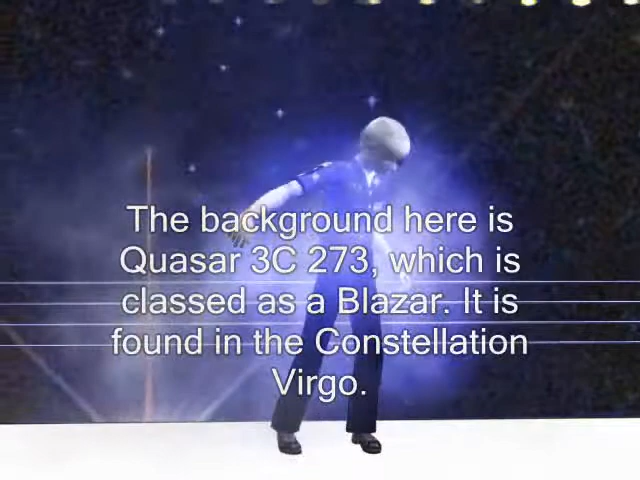 The background here is
Quasar 3C 273, which is
classed as a Blazar. It is
found in the Constellation
Virgo.